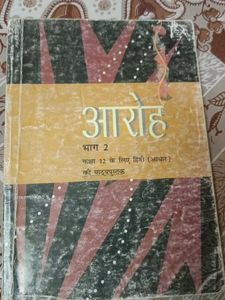 आरोह
भाग 2
कक्षा 12 के लिए हिंदी (आधार)
की पाठ्यपुस्तक